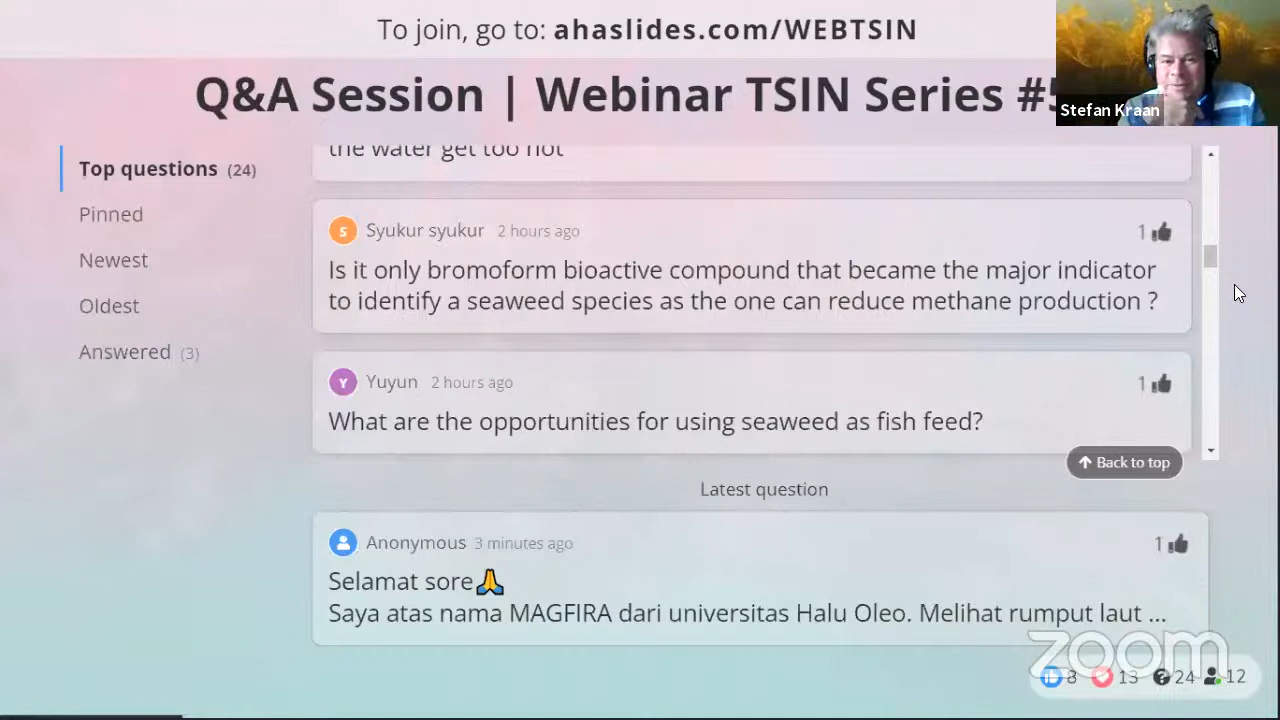 To join, go to: ahaslides.com/WEBTSIN
Q&A Session | Webinar TSIN Series #5
Stefan Kraan
Top questions (24)
Pinned
Newest
Oldest
Answered (3)
the water get too hot
S Syukur syukur 2 hours ago 1
Is it only bromoform bioactive compound that became the major indicator
to identify a seaweed species as the one can reduce methane production ?
Y Yuyun 2 hours ago 1
What are the opportunities for using seaweed as fish feed?
↑ Back to top
Latest question
Anonymous 3 minutes ago 1
Selamat sore🙏
Saya atas nama MAGFIRA dari universitas Halu Oleo. Melihat rumput laut ...
zoom
8 13 24 12